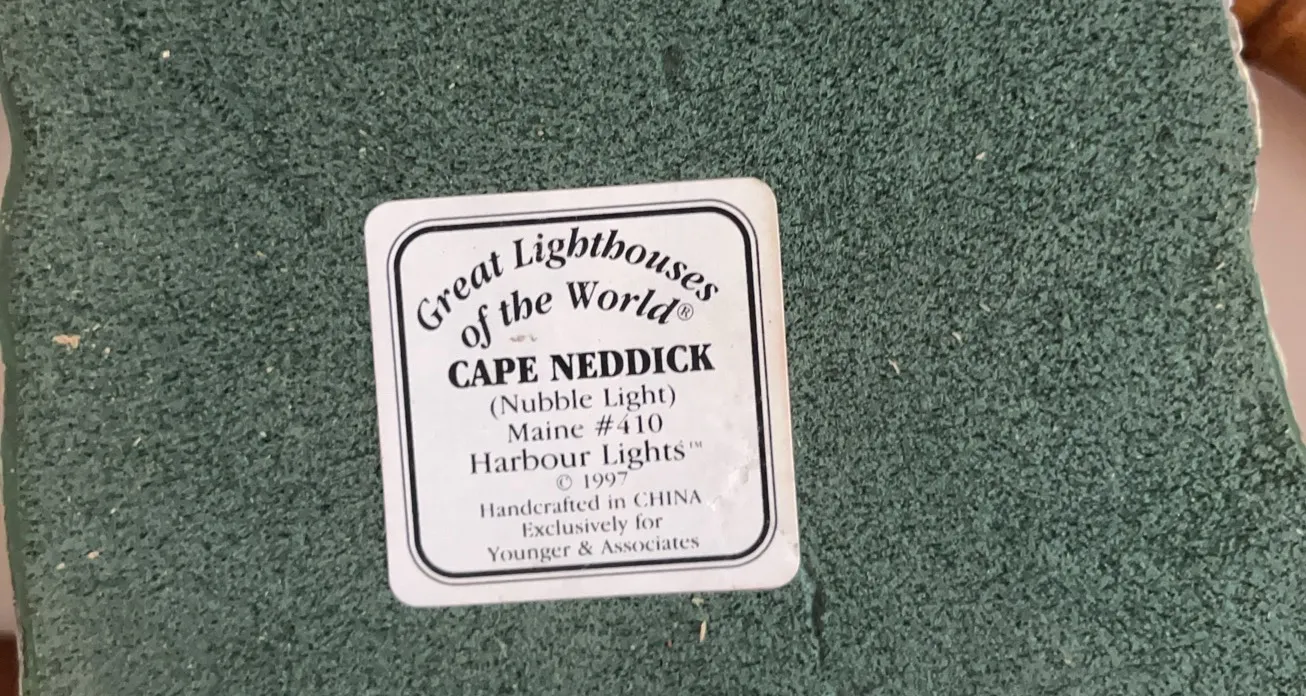 Great Lighthouses
of the World®
CAPE NEDDICK
(Nubble Light)
Maine #410
Harbour Lights™
© 1997
Handcrafted in CHINA
Exclusively for
Younger & Associates